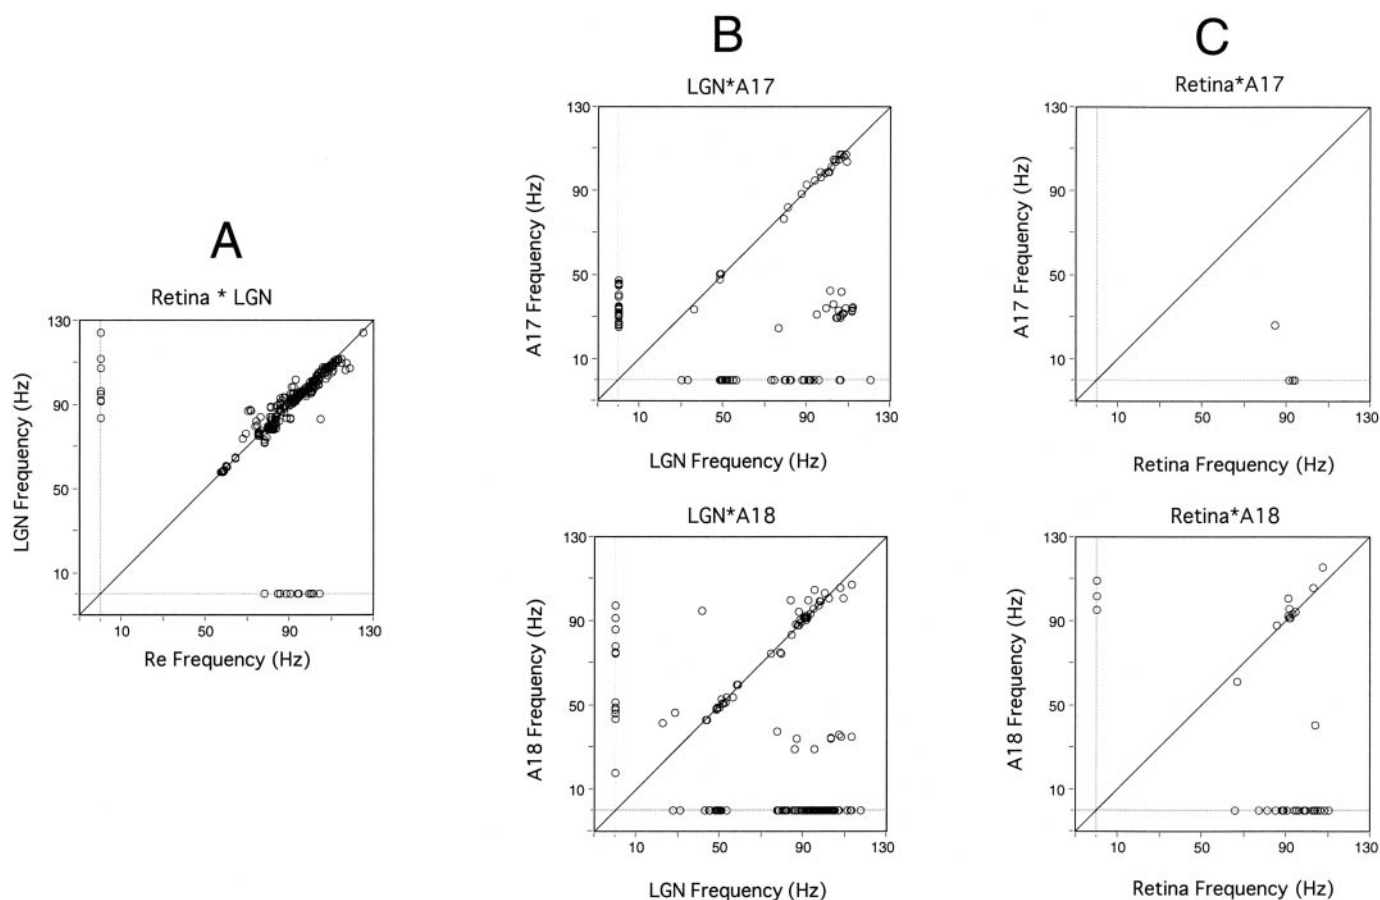 A
Retina * LGN
LGN Frequency (Hz)
130
90
50
10
10 50 90 130
Re Frequency (Hz)
B
LGN*A17
A17 Frequency (Hz)
130
90
50
10
10 50 90 130
LGN Frequency (Hz)
LGN*A18
A18 Frequency (Hz)
130
90
50
10
10 50 90 130
LGN Frequency (Hz)
C
Retina*A17
A17 Frequency (Hz)
130
90
50
10
10 50 90 130
Retina Frequency (Hz)
Retina*A18
A18 Frequency (Hz)
130
90
50
10
10 50 90 130
Retina Frequency (Hz)